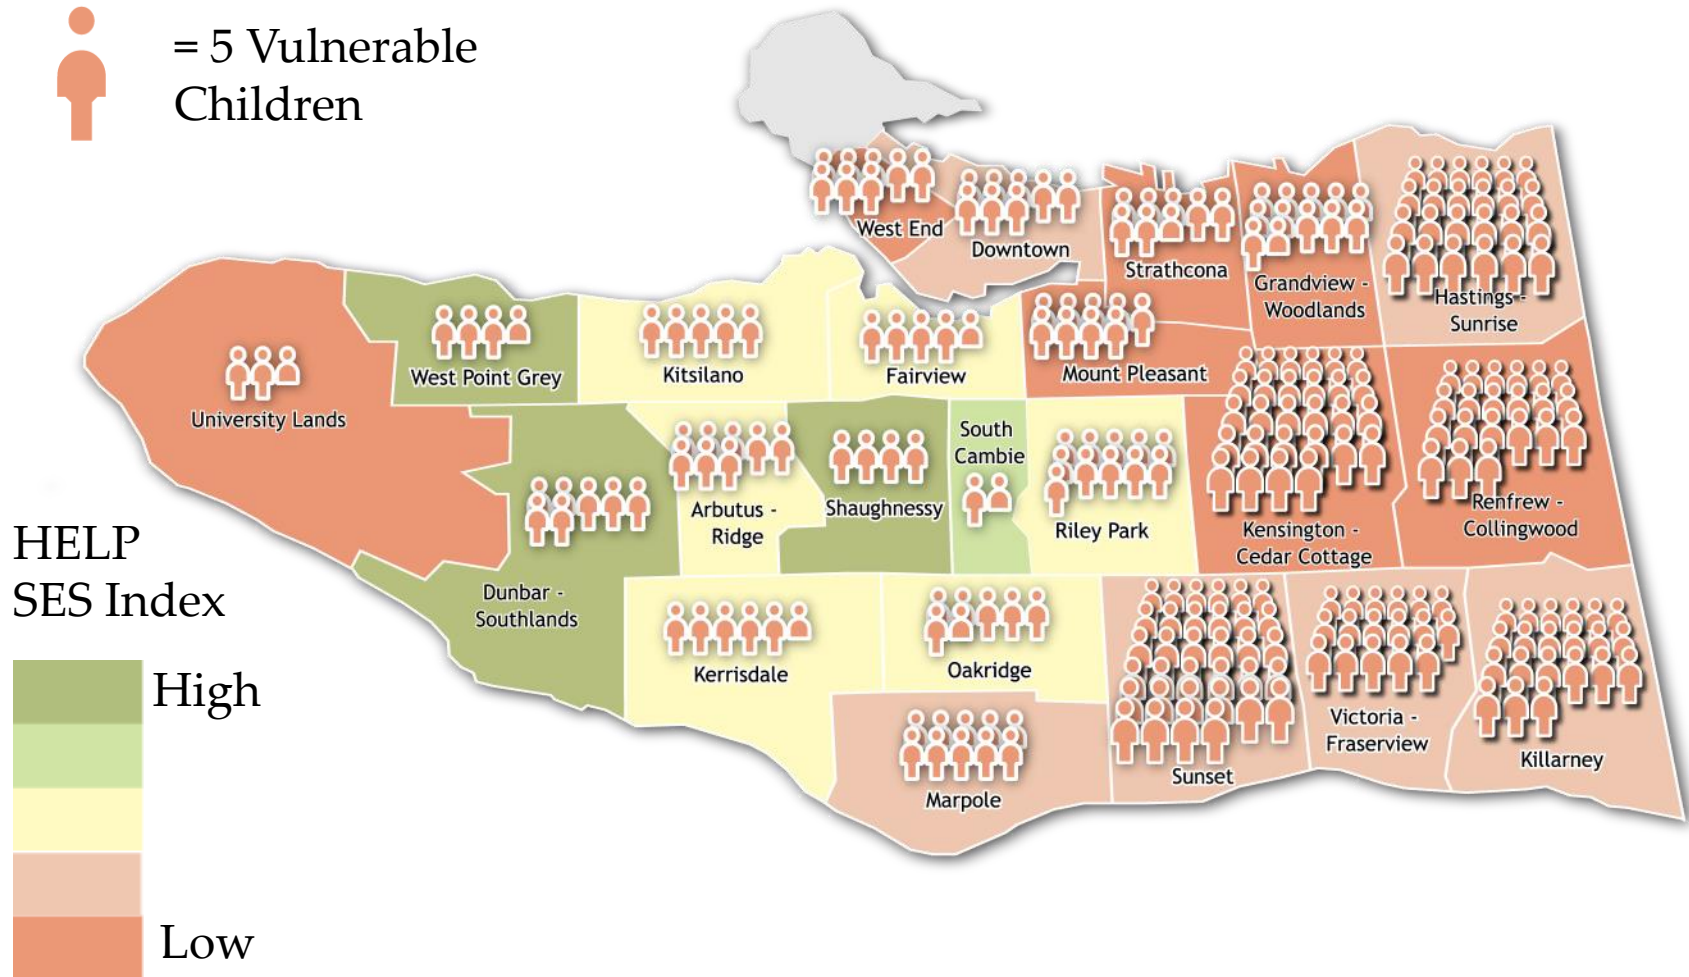 = 5 Vulnerable
Children
West End
Downtown
Strathcona
Grandview -
Woodlands
Hastings -
Sunrise
University Lands
West Point Grey
Kitsilano
Fairview
Mount Pleasant
South
Cambie
Arbutus -
Ridge
Shaughnessy
Riley Park
Kensington -
Cedar Cottage
Renfrew -
Collingwood
Dunbar -
Southlands
Kerrisdale
Oakridge
Marpole
Sunset
Victoria -
Fraserview
Killarney
HELP
SES Index
High
Low